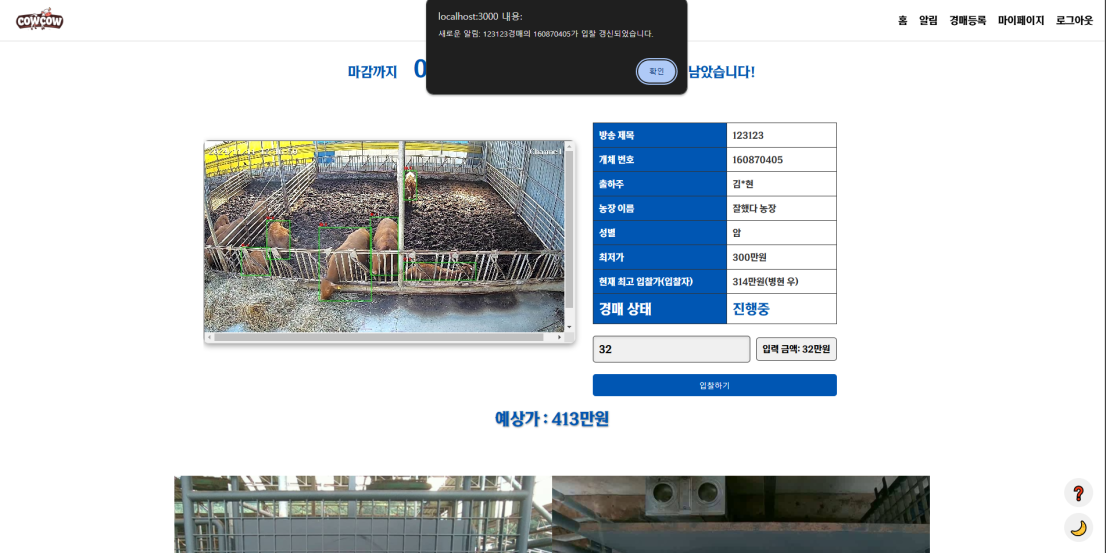 COWCOW
홈 알림 경매등록 마이페이지 로그아웃
localhost:3000 내용:
새로운 알림: 123123경매의 160870405가 입찰 갱신되었습니다.
확인
마감까지 0 남았습니다!
방송 제목 123123
개체 번호 160870405
출하주 김*현
농장 이름 잘했다 농장
성별 암
최저가 300만원
현재 최고 입찰가(입찰자) 314만원(병현 우)
경매 상태 진행중
32 입력 금액: 32만원
입찰하기
예상가 : 413만원